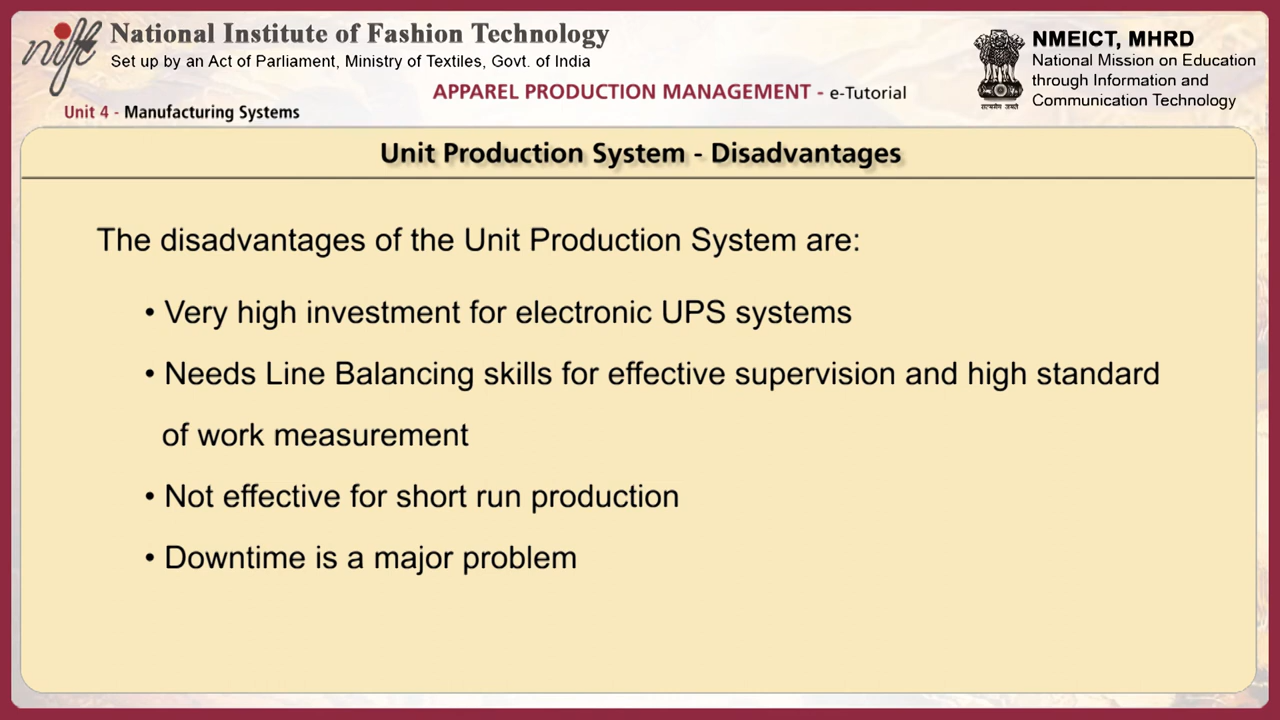 nift
National Institute of Fashion Technology
Set up by an Act of Parliament, Ministry of Textiles, Govt. of India
APPAREL PRODUCTION MANAGEMENT - e-Tutorial
Unit 4 - Manufacturing Systems
सत्यमेव जयते
NMEICT, MHRD
National Mission on Education
through Information and
Communication Technology
Unit Production System - Disadvantages
The disadvantages of the Unit Production System are:
• Very high investment for electronic UPS systems
• Needs Line Balancing skills for effective supervision and high standard
of work measurement
• Not effective for short run production
• Downtime is a major problem